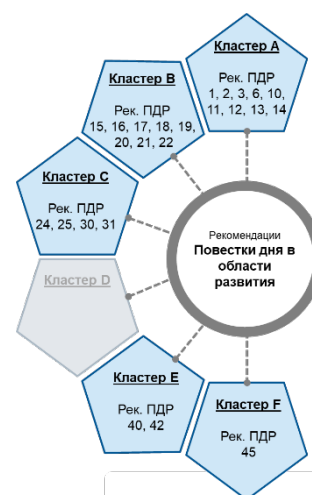 Кластер A
Рек. ПДР
1, 2, 3, 6, 10,
11, 12, 13, 14
Кластер B
Рек. ПДР
15, 16, 17, 18, 19,
20, 21, 22
Кластер C
Рек. ПДР
24, 25, 30, 31
Рекомендации
Повестки дня в
области
развития
Кластер D
Кластер E
Рек. ПДР
40, 42
Кластер F
Рек. ПДР
45